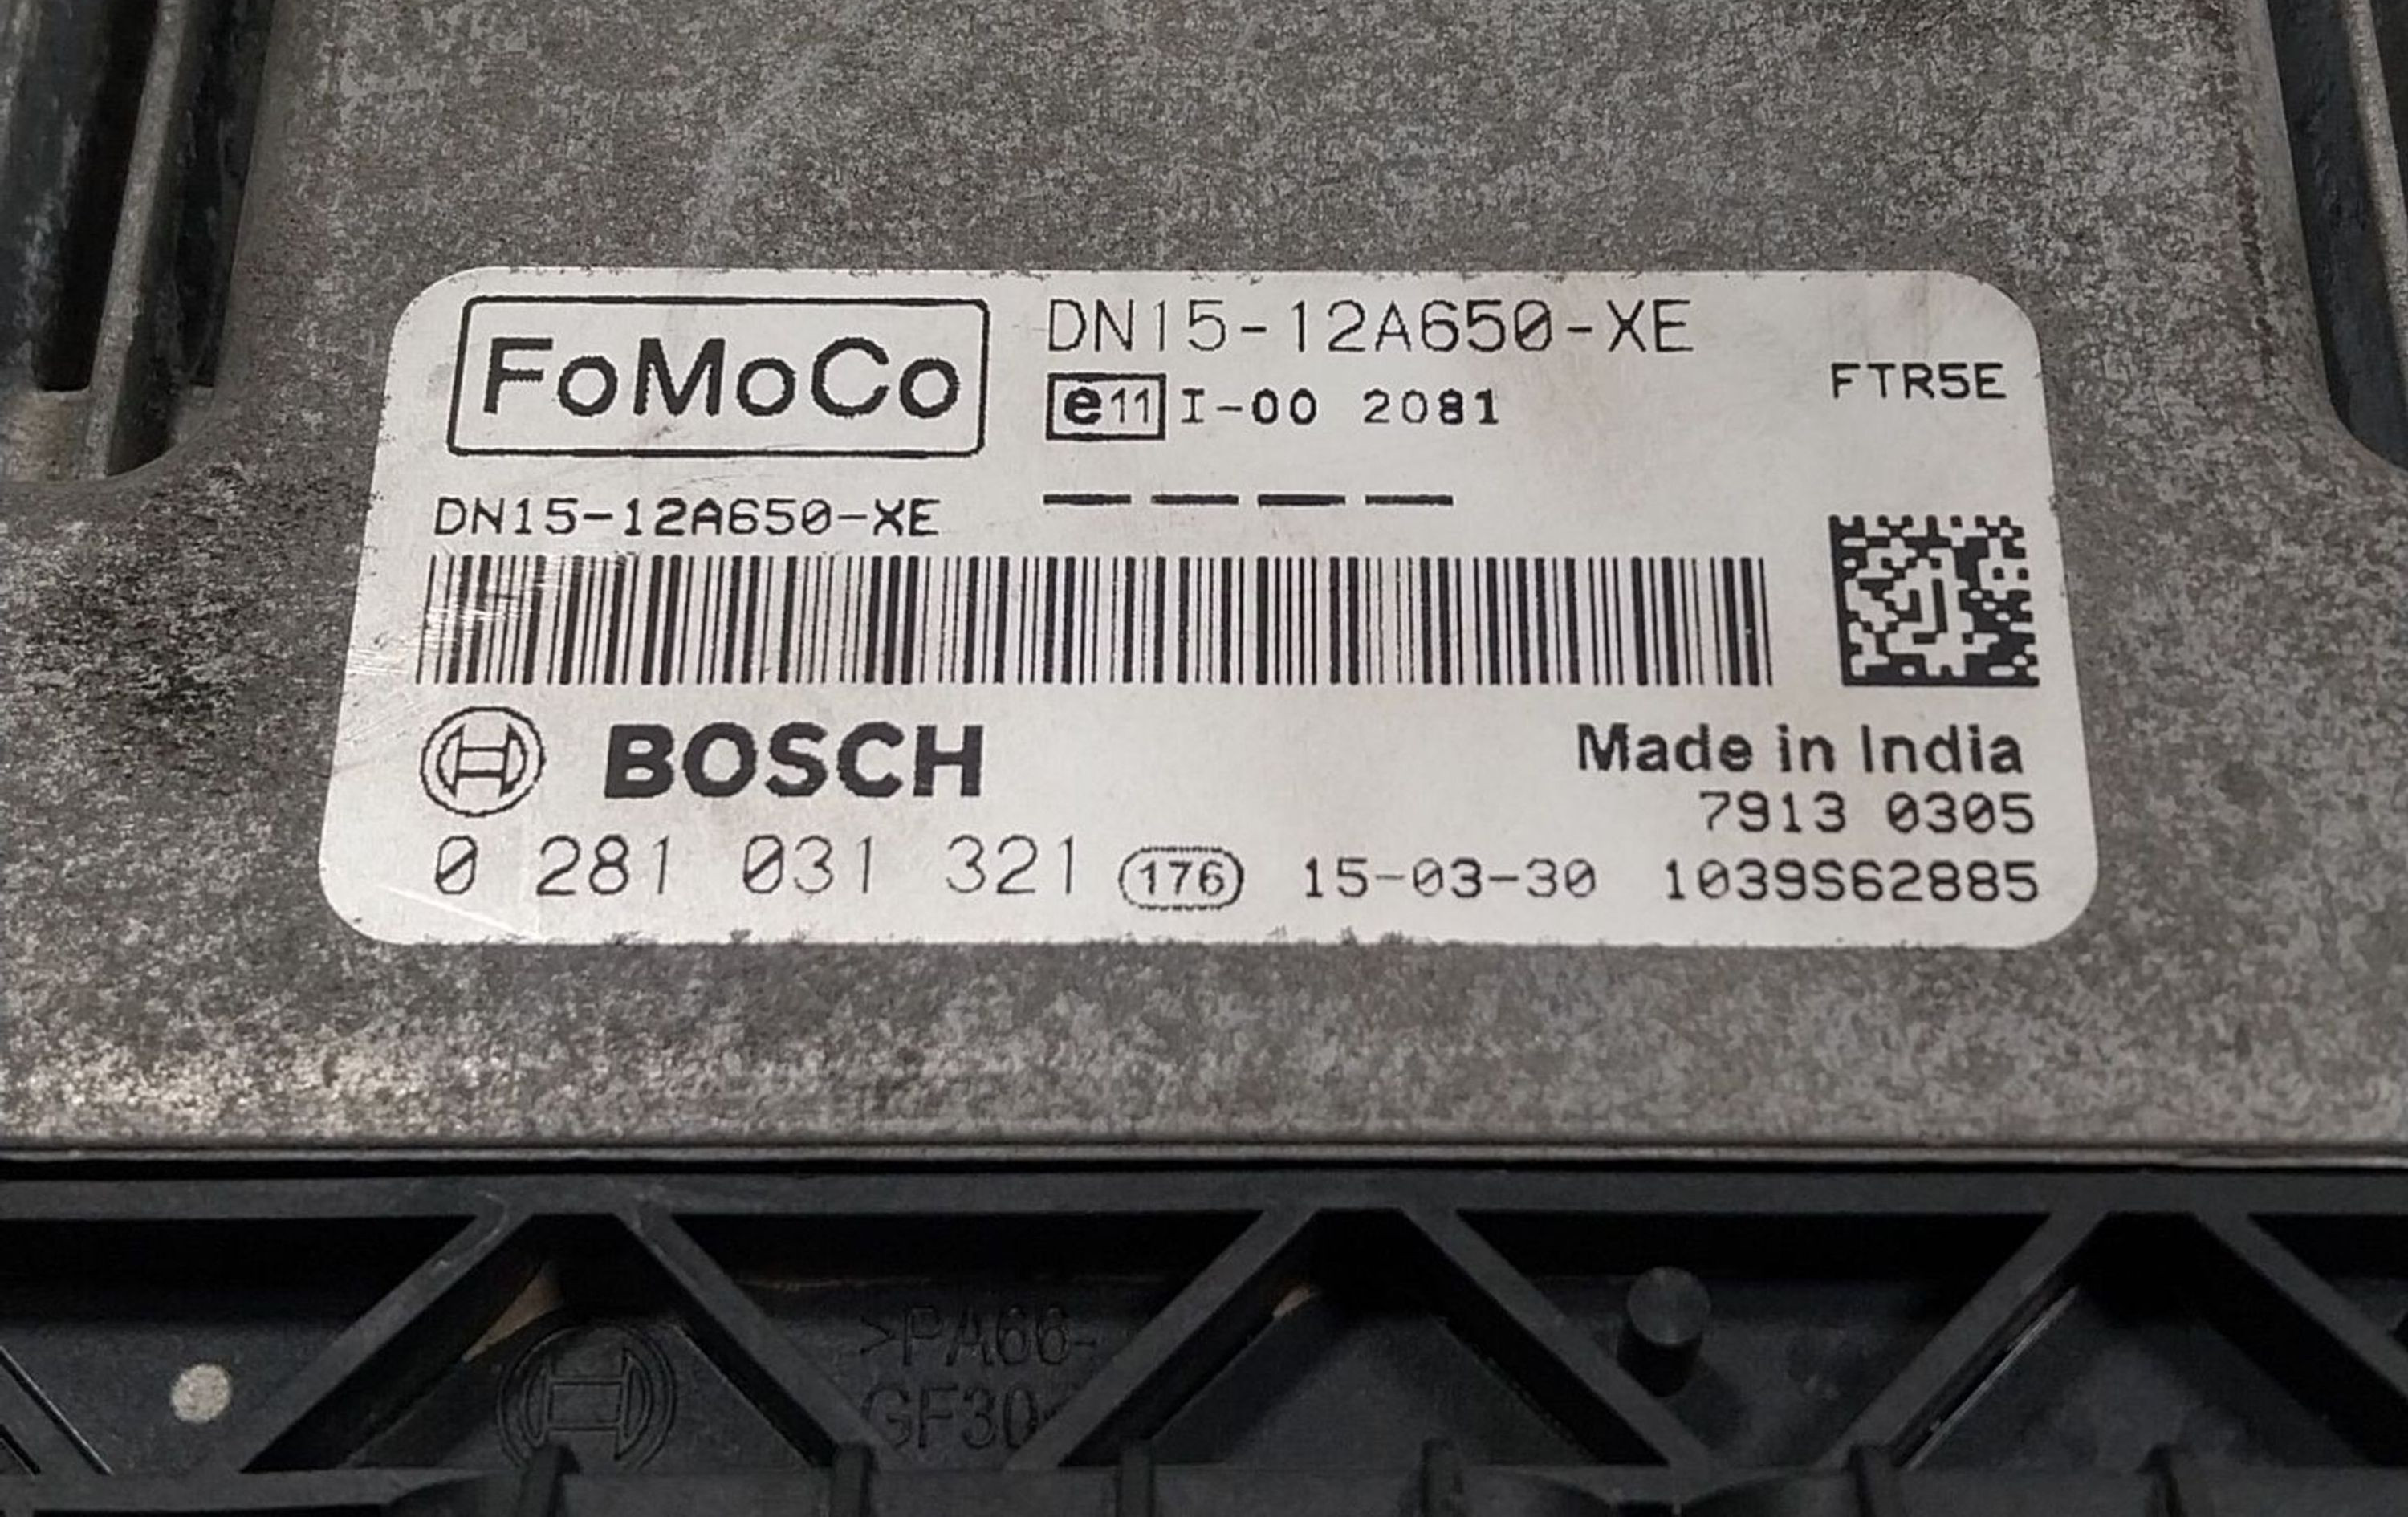 FoMoCo
DN15-12A650-XE
e11 I-00 2081
FTR5E
DN15-12A650-XE
BOSCH
Made in India
7913 0305
0 281 031 321 176 15-03-30 1039S62885
>PA66-
GF30